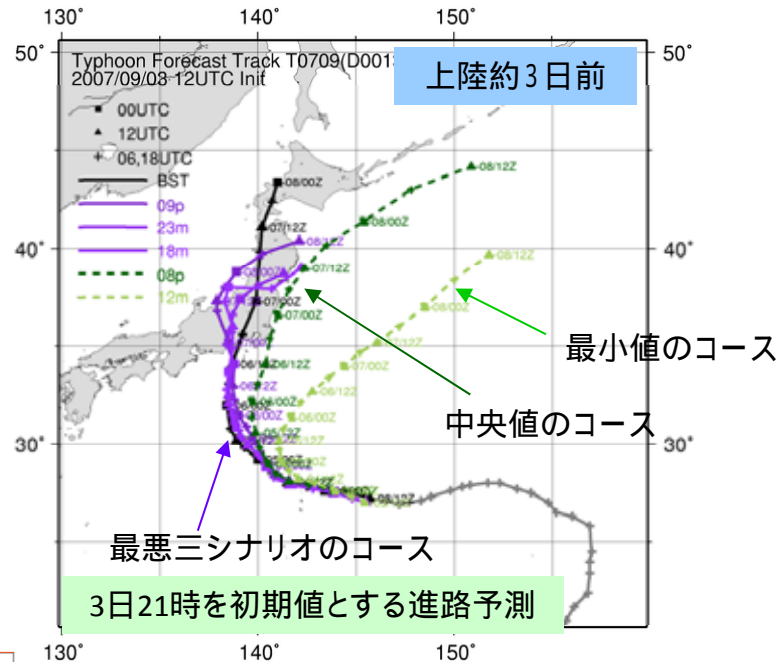 130°
140°
150°
50°
50°
Typhoon Forecast Track T0709(D001
2007/09/03 12UTC Init
上陸約3日前
00UTC
12UTC
06,18UTC
BST
09p
23m
18m
08p
12m
08/12Z
08/00Z
08/00Z
07/12Z
40°
40°
08/12Z
08/12Z
07/12Z
08/00Z
07/00Z
07/00Z
07/12Z
最小値のコース
07/00Z
06/12Z
06/12Z
中央値のコース
06/00Z
30°
30°
最悪三シナリオのコース
3日21時を初期値とする進路予測
130°
140°
150°